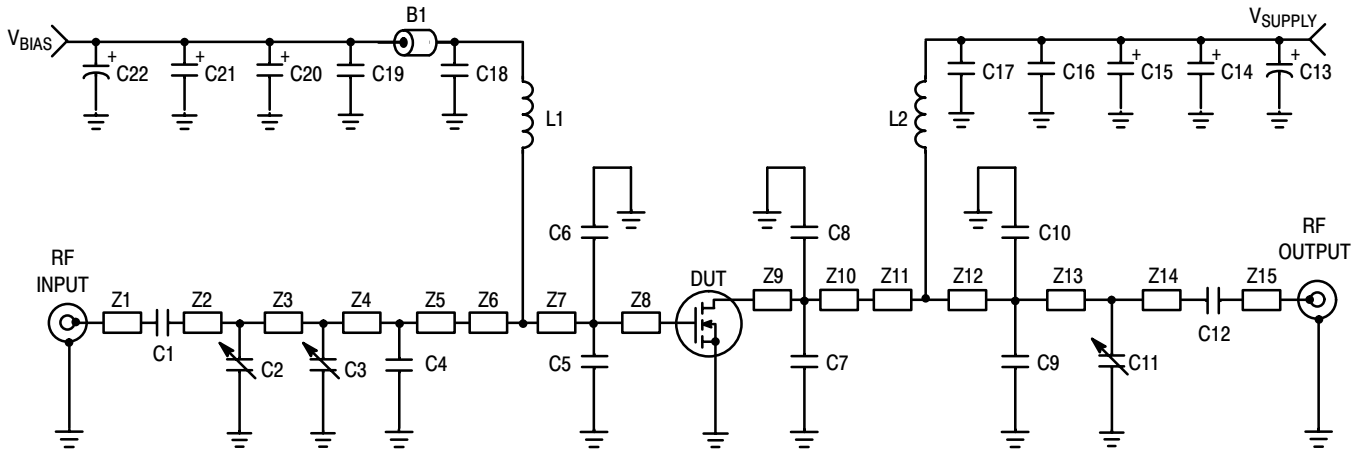 B1
V_BIAS
V_SUPPLY
+ + +
C22 C21 C20 C19 C18
C17 C16 C15 C14 C13
+ + +
L1
L2
C6
C8
C10
RF
INPUT
DUT
RF
OUTPUT
Z1 Z2 Z3 Z4 Z5 Z6 Z7 Z8 Z9 Z10 Z11 Z12 Z13 Z14 Z15
C1
C12
C2 C3 C4 C5 C7 C9 C11